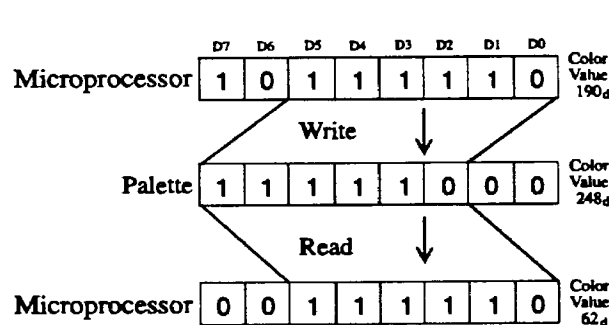 D7 D6 D5 D4 D3 D2 D1 D0
Microprocessor 1 0 1 1 1 1 1 0 Color Value 190d
Write
Palette 1 1 1 1 1 0 0 0 Color Value 248d
Read
Microprocessor 0 0 1 1 1 1 1 0 Color Value 62d